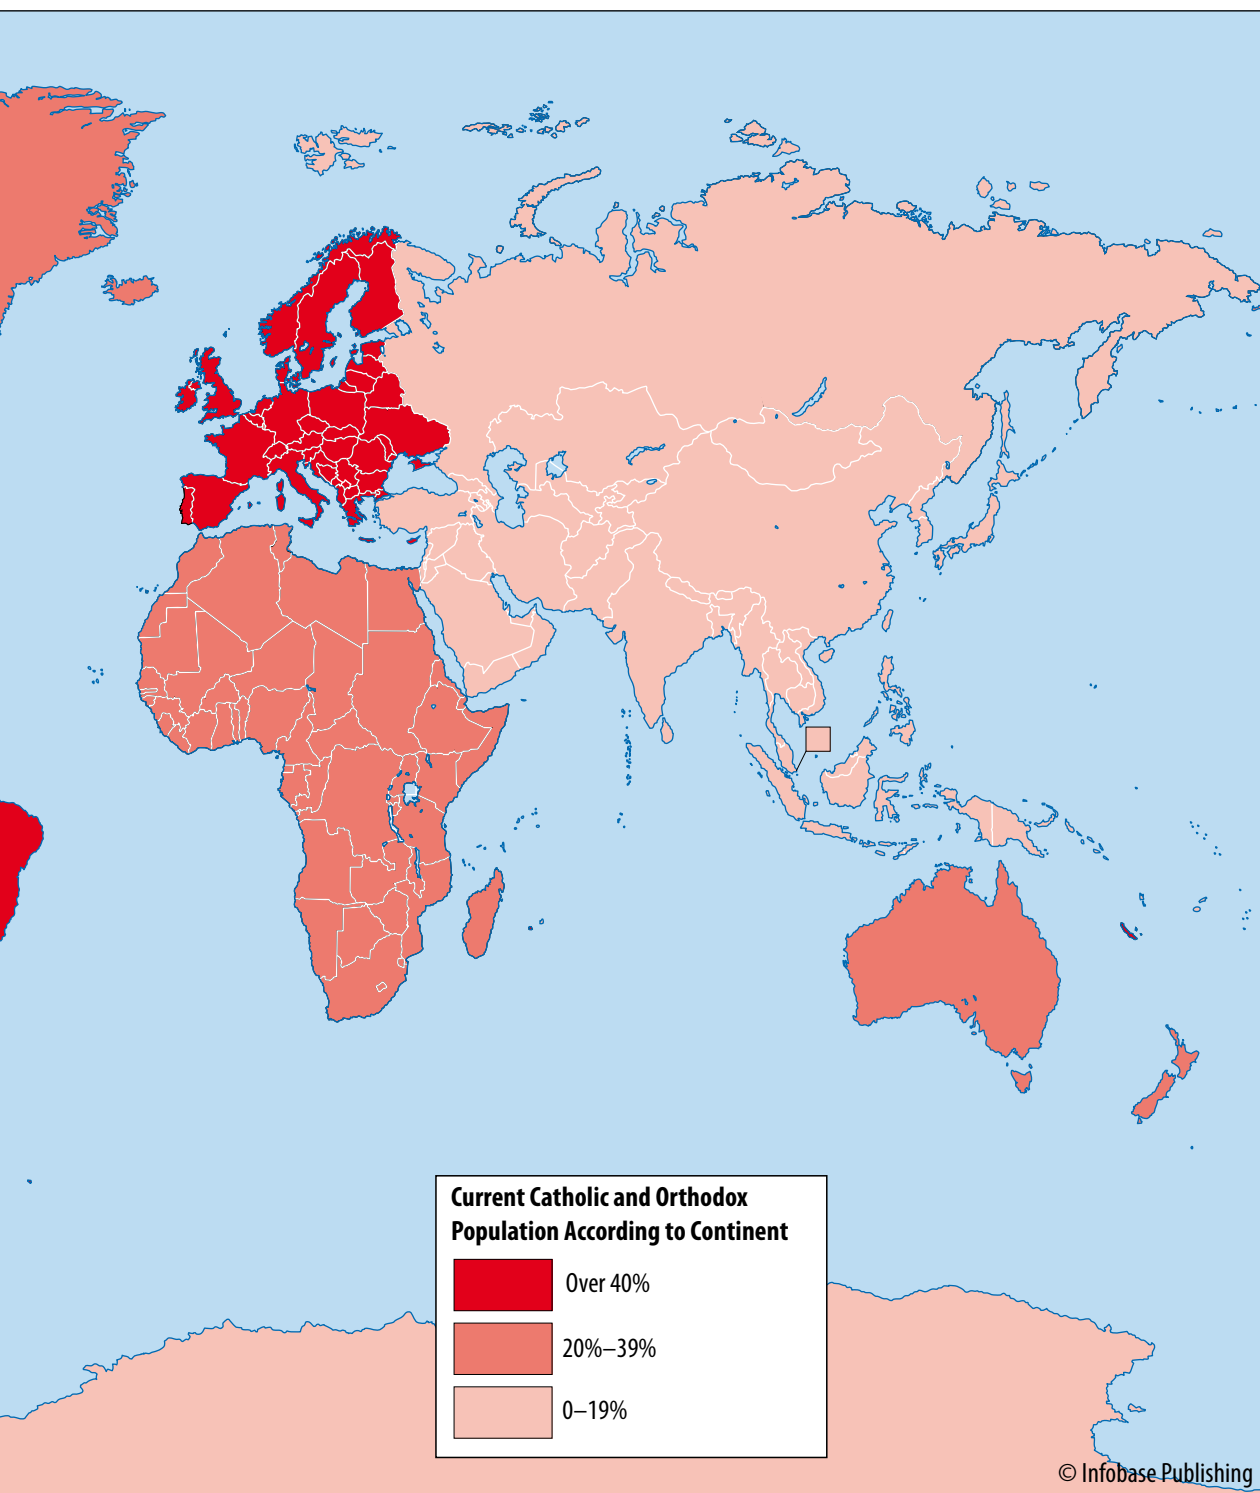 Current Catholic and Orthodox
Population According to Continent
Over 40%
20%–39%
0–19%
© Infobase Publishing